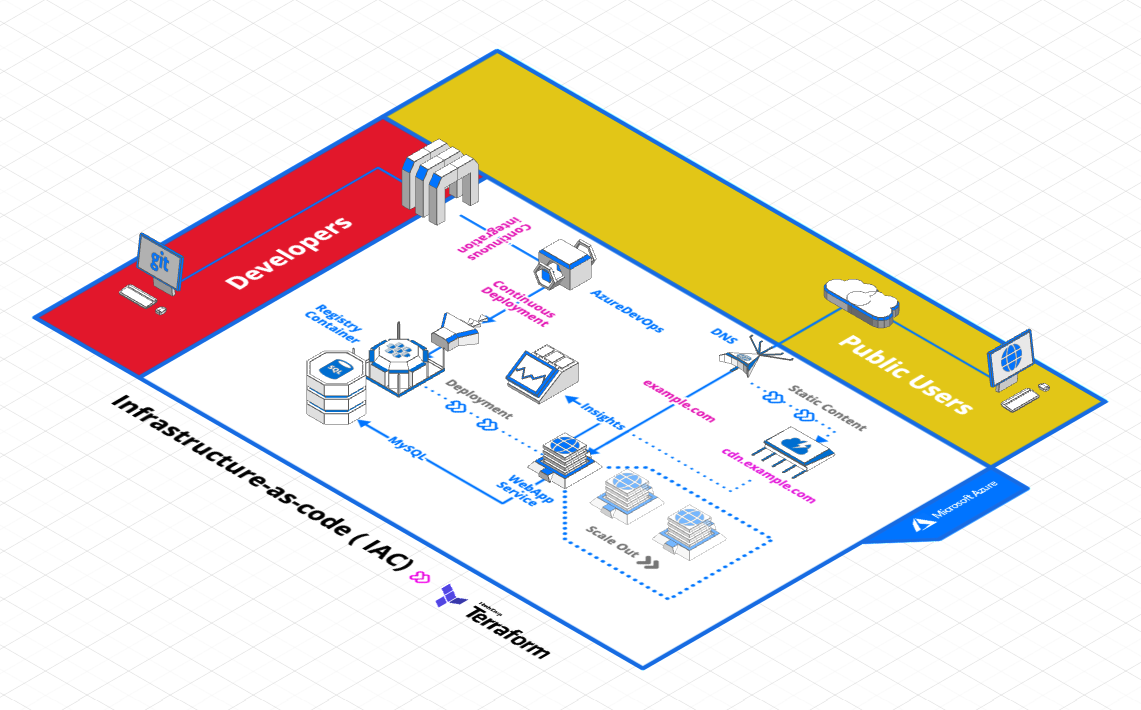 git
Developers
Continuous
integration
AzureDevOps
Continuous
Deployment
Registry
Container
SQL
Deployment
DNS
Public Users
example.com
Static Content
Insights
cdn.example.com
MySQL
WebApp
Service
Scale Out
Microsoft Azure
Infrastructure-as-code ( IAC)
HashiCorp
Terraform